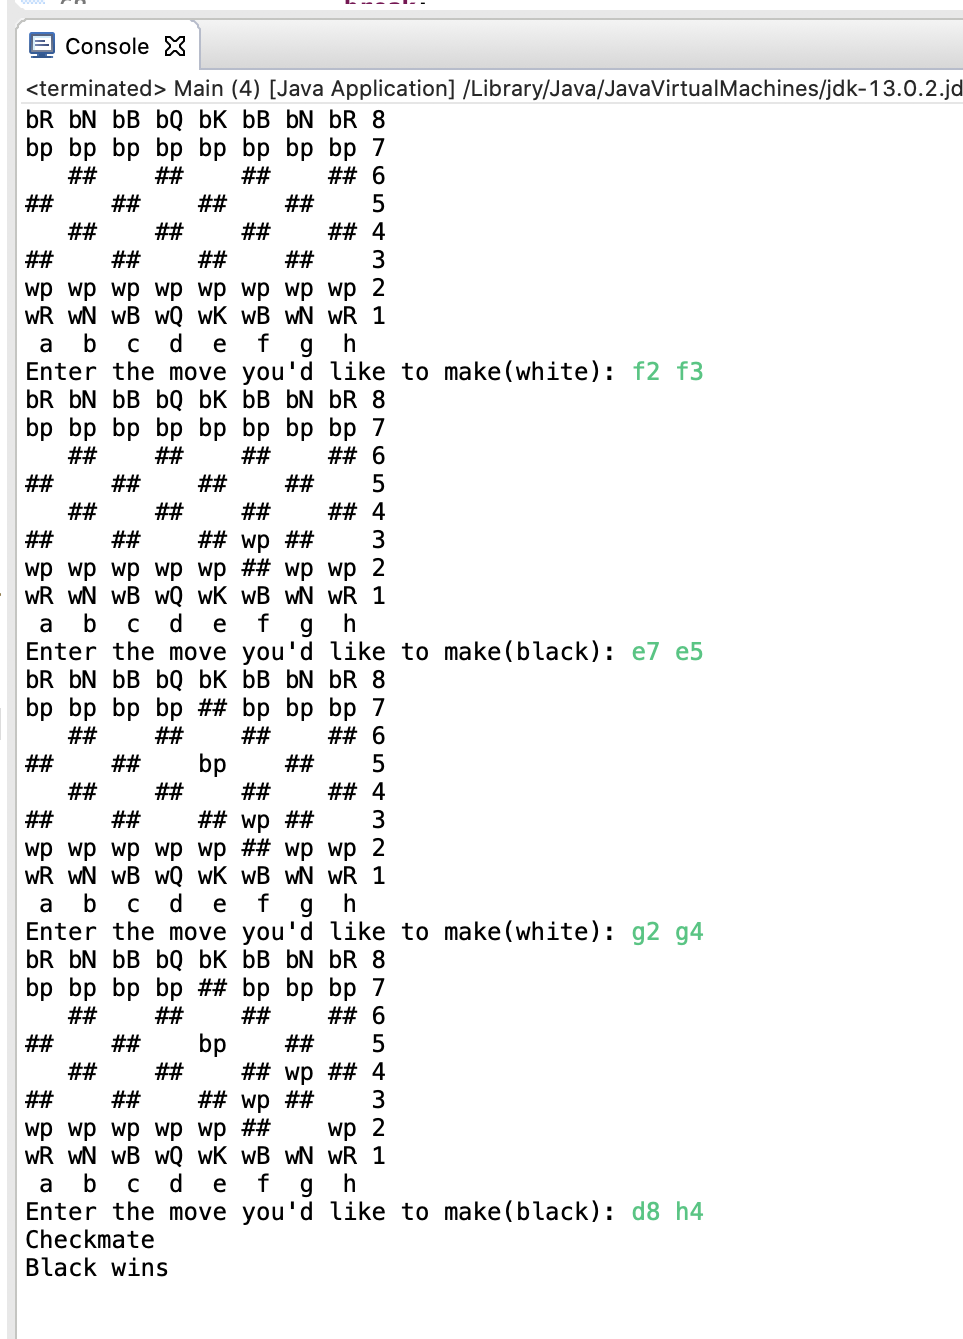 Console
<terminated> Main (4) [Java Application] /Library/Java/JavaVirtualMachines/jdk-13.0.2.jd
bR bN bB bQ bK bB bN bR 8
bp bp bp bp bp bp bp bp 7
   ##    ##    ##    ## 6
##    ##    ##    ##    5
   ##    ##    ##    ## 4
##    ##    ##    ##    3
wp wp wp wp wp wp wp wp 2
wR wN wB wQ wK wB wN wR 1
 a  b  c  d  e  f  g  h
Enter the move you'd like to make(white): f2 f3
bR bN bB bQ bK bB bN bR 8
bp bp bp bp bp bp bp bp 7
   ##    ##    ##    ## 6
##    ##    ##    ##    5
   ##    ##    ##    ## 4
##    ##    ## wp ##    3
wp wp wp wp wp ## wp wp 2
wR wN wB wQ wK wB wN wR 1
 a  b  c  d  e  f  g  h
Enter the move you'd like to make(black): e7 e5
bR bN bB bQ bK bB bN bR 8
bp bp bp bp ## bp bp bp 7
   ##    ##    ##    ## 6
##    ##    bp    ##    5
   ##    ##    ##    ## 4
##    ##    ## wp ##    3
wp wp wp wp wp ## wp wp 2
wR wN wB wQ wK wB wN wR 1
 a  b  c  d  e  f  g  h
Enter the move you'd like to make(white): g2 g4
bR bN bB bQ bK bB bN bR 8
bp bp bp bp ## bp bp bp 7
   ##    ##    ##    ## 6
##    ##    bp    ##    5
   ##    ##    ## wp ## 4
##    ##    ## wp ##    3
wp wp wp wp wp ##    wp 2
wR wN wB wQ wK wB wN wR 1
 a  b  c  d  e  f  g  h
Enter the move you'd like to make(black): d8 h4
Checkmate
Black wins